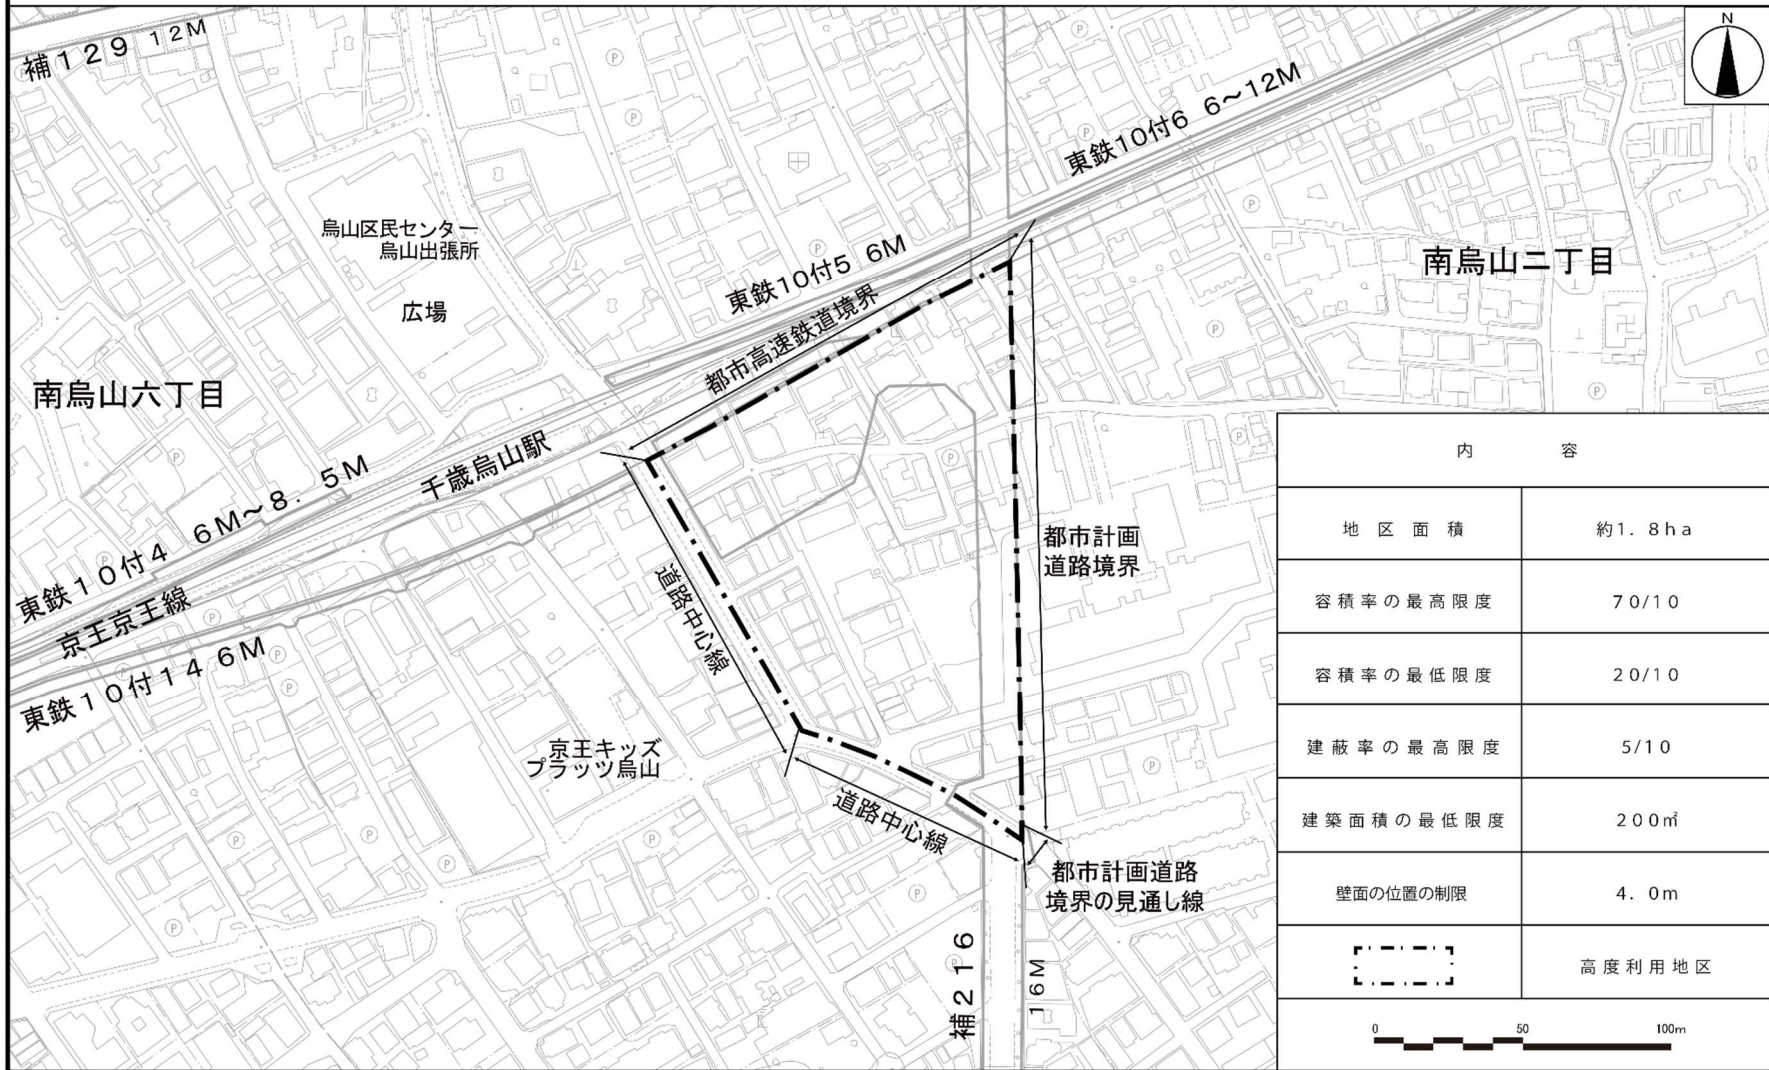 補129 12M
N
東鉄10付6 6~12M
烏山区民センター
烏山出張所
広場
東鉄10付5 6M
都市高速鉄道境界
南烏山二丁目
南烏山六丁目
千歳烏山駅
東鉄10付4 6M~8.5M
京王京王線
東鉄10付14 6M
道路中心線
都市計画
道路境界
京王キッズ
プラッツ烏山
道路中心線
都市計画道路
境界の見通し線
補216
16M
内 容
地区面積 約1.8ha
容積率の最高限度 70/10
容積率の最低限度 20/10
建蔽率の最高限度 5/10
建築面積の最低限度 200㎡
壁面の位置の制限 4.0m
高度利用地区
0 50 100m